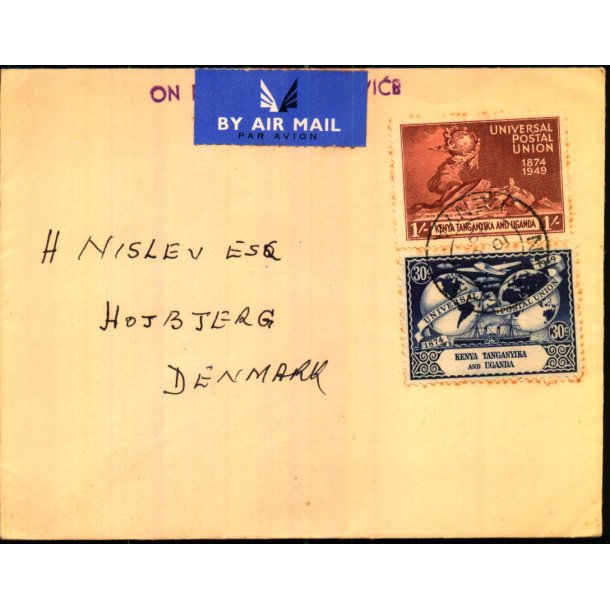 ON
VICE
BY AIR MAIL
PAR AVION
UNIVERSAL
POSTAL
UNION
1874
1949
1/-
KENYA TANGANYIKA AND UGANDA
1/-
30c
UNIVERSAL POSTAL UNION
1874
30c
KENYA TANGANYIKA
AND UGANDA
H NISLEV ESQ
HOJBJERG
DENMARK